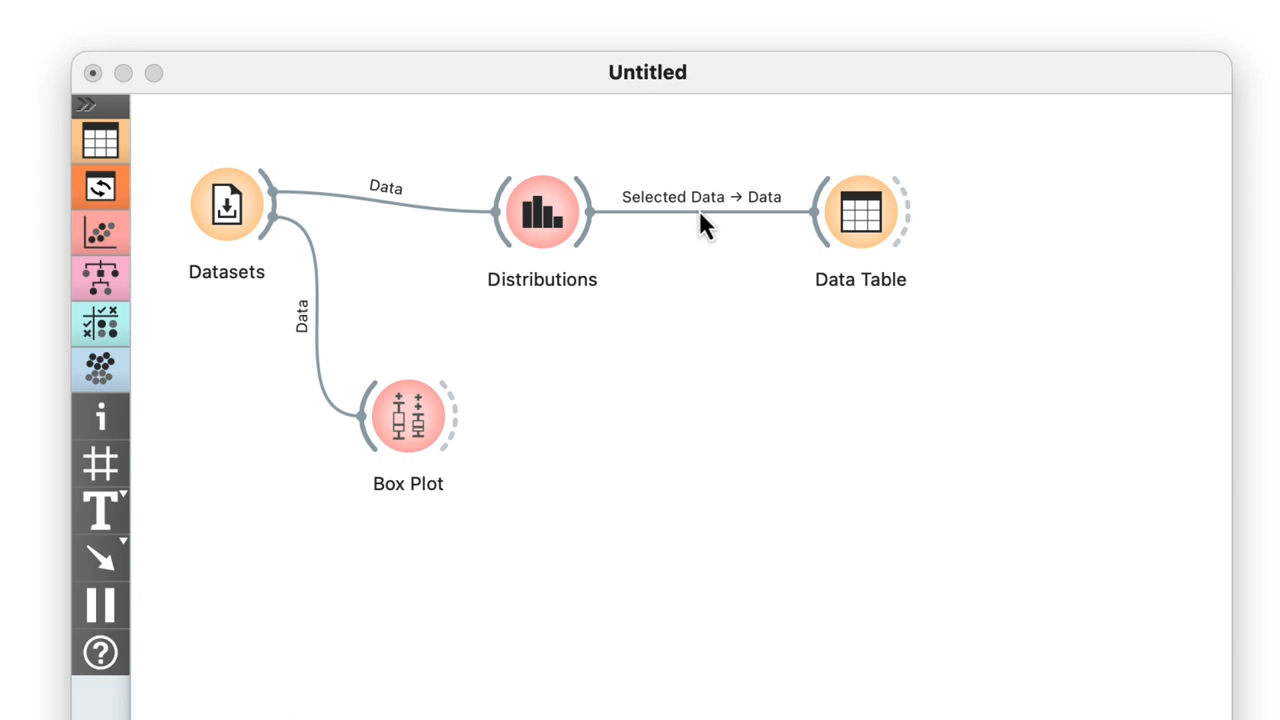 Untitled
Data
Selected Data → Data
Datasets
Distributions
Data Table
Data
Box Plot